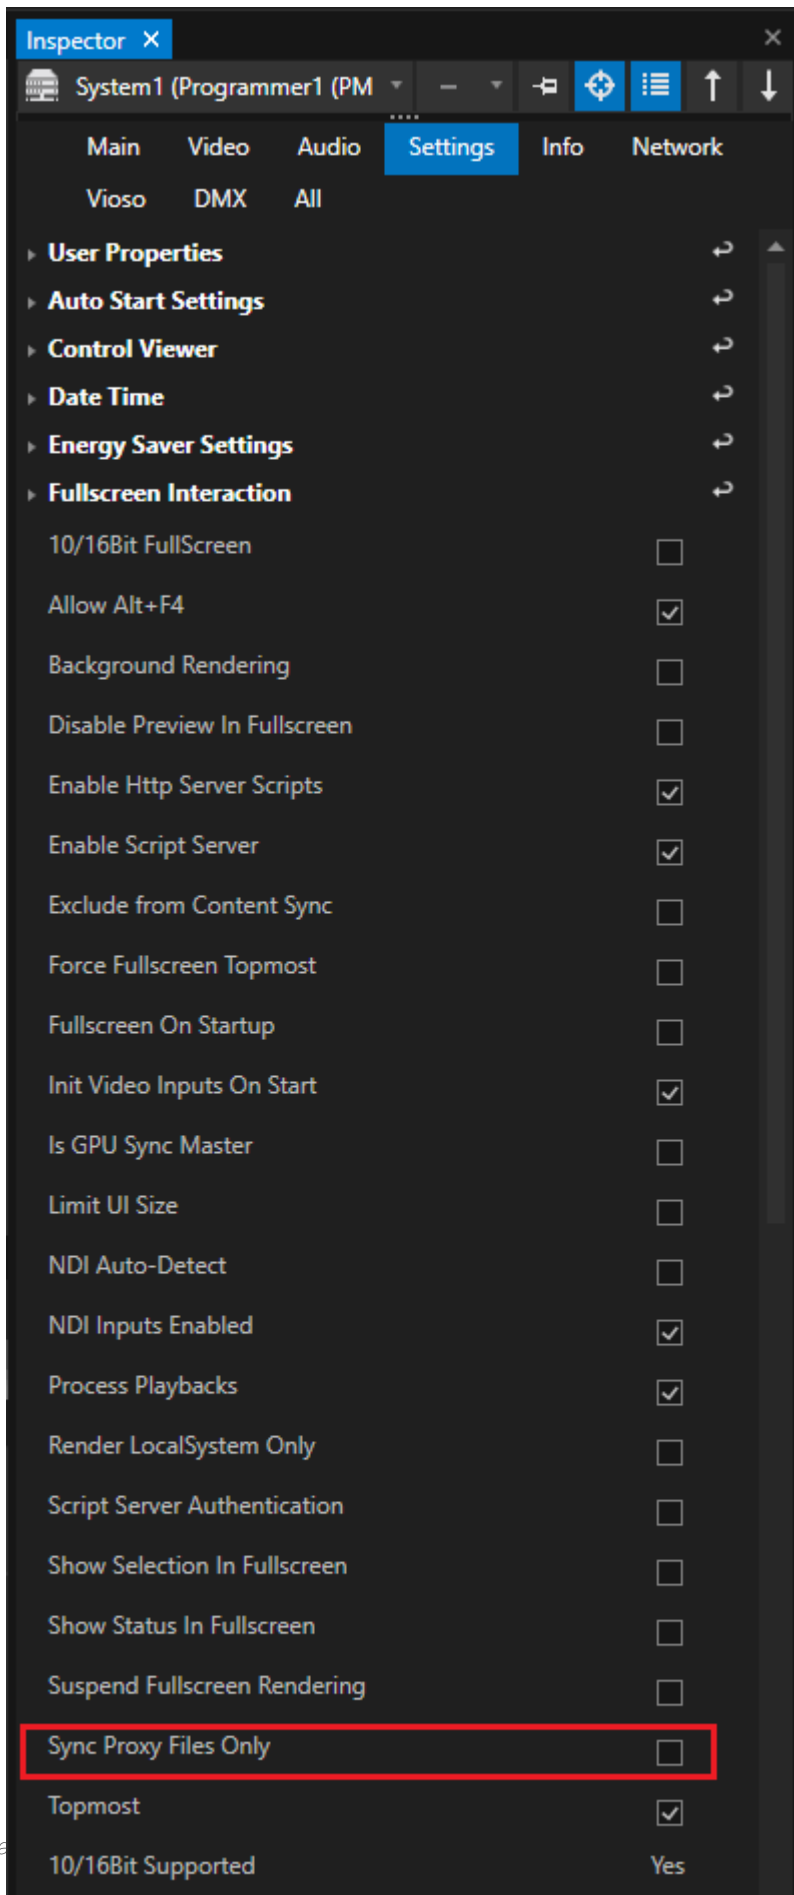 Inspector
System1 (Programmer1 (PM
Main Video Audio Settings Info Network
Vioso DMX All
User Properties
Auto Start Settings
Control Viewer
Date Time
Energy Saver Settings
Fullscreen Interaction
10/16Bit FullScreen
Allow Alt+F4
Background Rendering
Disable Preview In Fullscreen
Enable Http Server Scripts
Enable Script Server
Exclude from Content Sync
Force Fullscreen Topmost
Fullscreen On Startup
Init Video Inputs On Start
Is GPU Sync Master
Limit UI Size
NDI Auto-Detect
NDI Inputs Enabled
Process Playbacks
Render LocalSystem Only
Script Server Authentication
Show Selection In Fullscreen
Show Status In Fullscreen
Suspend Fullscreen Rendering
Sync Proxy Files Only
Topmost
10/16Bit Supported Yes